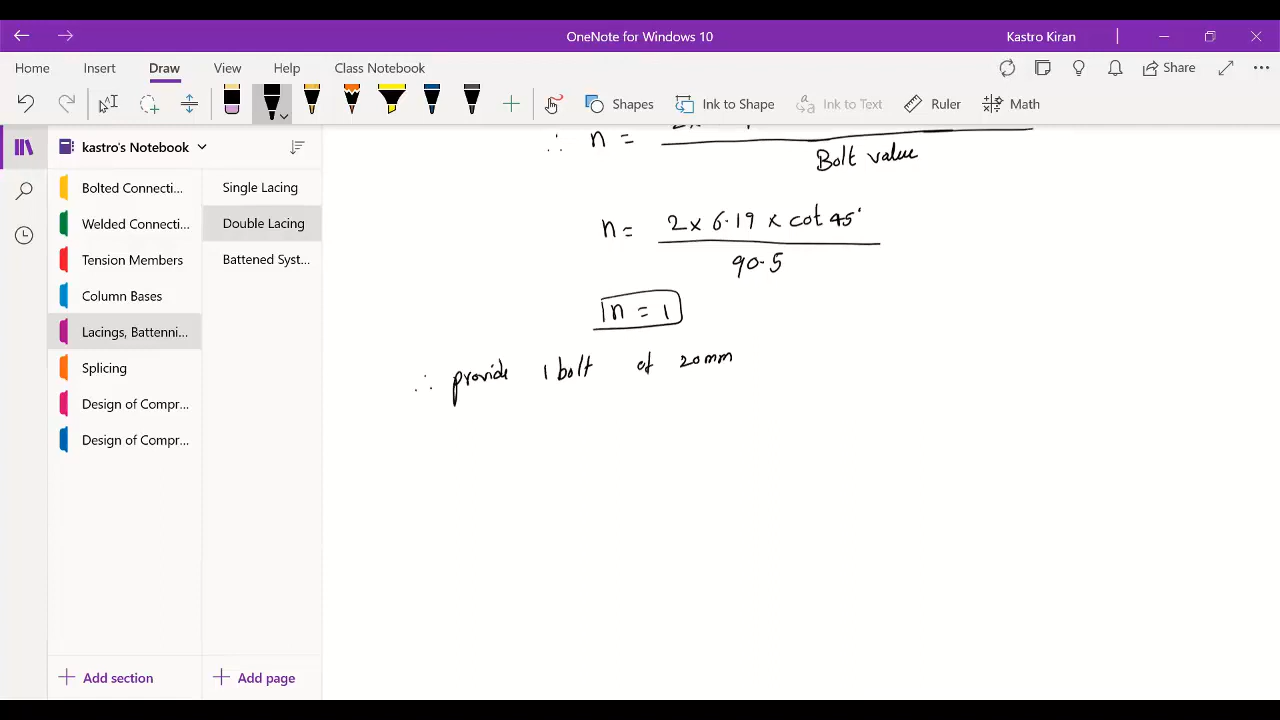 OneNote for Windows 10
Kastro Kiran
Home Insert Draw View Help Class Notebook
Share
Shapes Ink to Shape Ink to Text Ruler Math
kastro's Notebook
Bolted Connecti...
Welded Connecti...
Tension Members
Column Bases
Lacings, Battenni...
Splicing
Design of Compr...
Design of Compr...
Add section
Single Lacing
Double Lacing
Battened Syst...
Add page
∴ n =
Bolt value
n = 2 x 6.19 x cot 45°
90.5
n = 1
∴ provide 1 bolt of 20mm